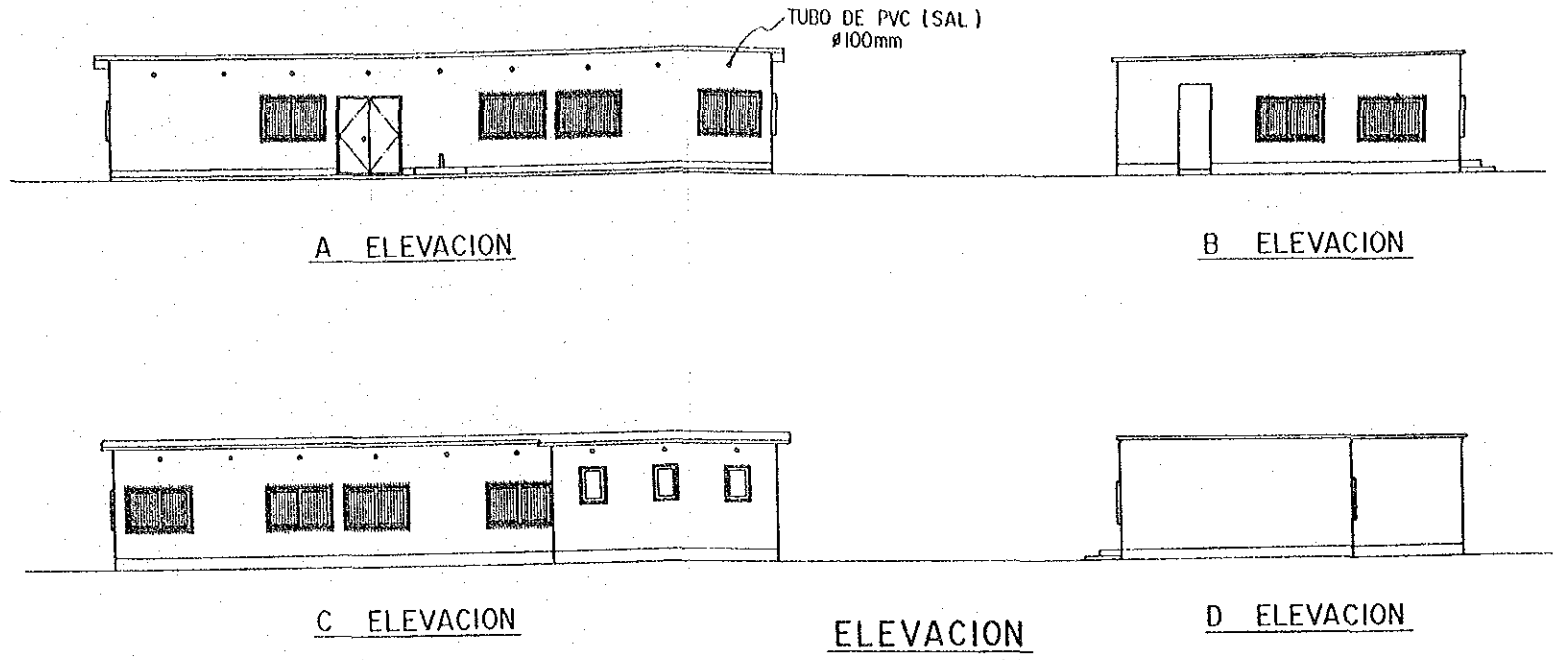 TUBO DE PVC (SAL)
ø100mm
A ELEVACION
B ELEVACION
C ELEVACION
D ELEVACION
ELEVACION